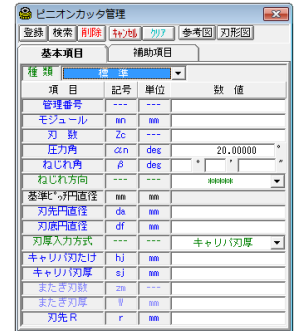 ピニオンカッタ管理
登録 検索 削除 ｷｬﾝｾﾙ ｸﾘｱ 参考図 刃形図
基本項目 補助項目
種 類 標 準
項 目 記号 単位 数 値
管理番号 --- ---
モジュール mn mm
刃 数 Zc ---
圧力角 αn deg 20.00000 °
ねじれ角 β deg ° ' "
ねじれ方向 --- --- *****
基準ﾋﾟｯﾁ円直径 mm mm
刃先円直径 da mm
刃底円直径 df mm
刃厚入力方式 --- --- キャリパ刃厚
キャリパ刃たけ hj mm
キャリパ刃厚 sj mm
またぎ刃数 zm ---
またぎ刃厚 W mm
刃先R r mm